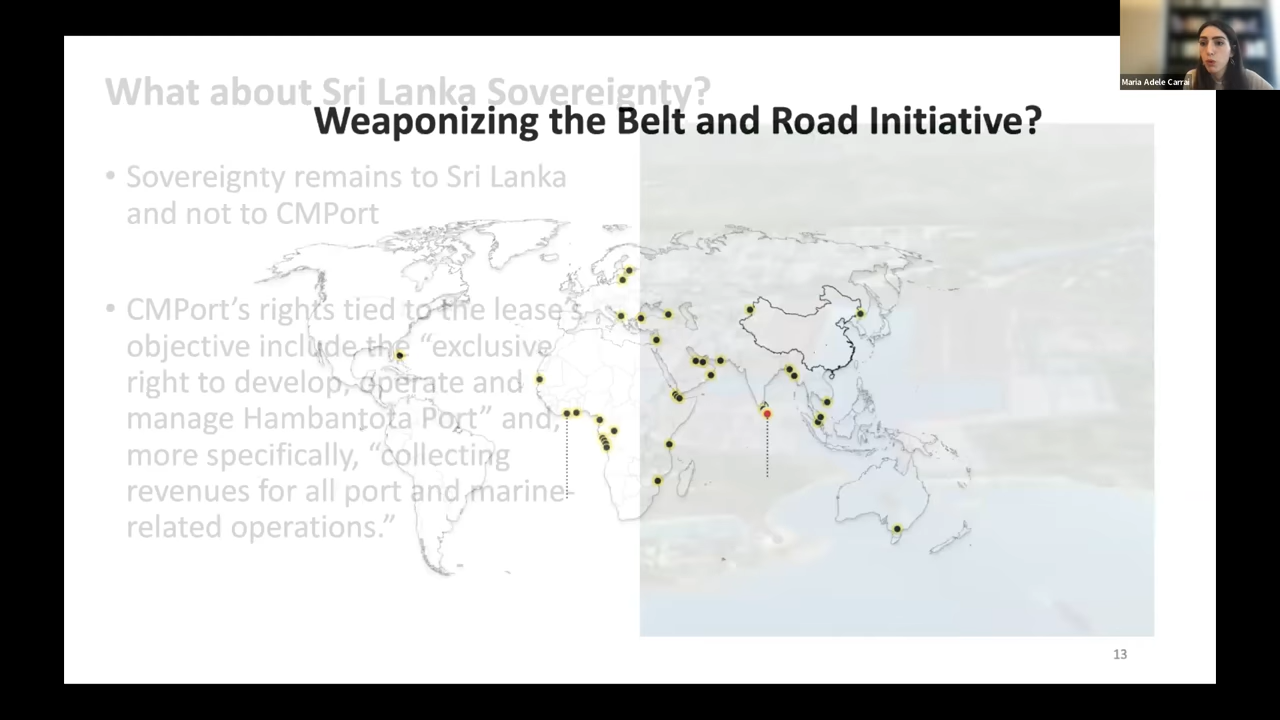 Maria Adele Carrai
What about Sri Lanka Sovereignty?
Weaponizing the Belt and Road Initiative?
• Sovereignty remains to Sri Lanka
and not to CMPort
• CMPort’s rights tied to the lease’s
objective include the “exclusive
right to develop, operate and
manage Hambantota Port” and,
more specifically, “collecting
revenues for all port and marine-
related operations.”
13